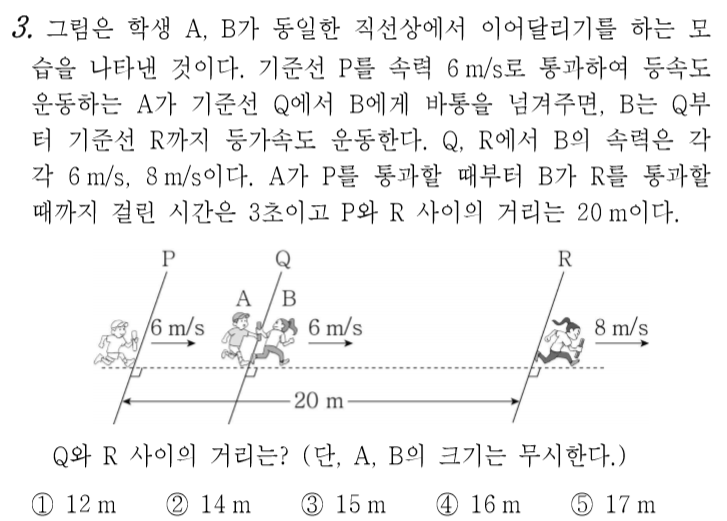 3. 그림은 학생 A, B가 동일한 직선상에서 이어달리기를 하는 모
습을 나타낸 것이다. 기준선 P를 속력 6 m/s로 통과하여 등속도
운동하는 A가 기준선 Q에서 B에게 바통을 넘겨주면, B는 Q부
터 기준선 R까지 등가속도 운동한다. Q, R에서 B의 속력은 각
각 6 m/s, 8 m/s이다. A가 P를 통과할 때부터 B가 R를 통과할
때까지 걸린 시간은 3초이고 P와 R 사이의 거리는 20 m이다.
P Q R
A B
6 m/s 6 m/s 8 m/s
20 m
Q와 R 사이의 거리는? (단, A, B의 크기는 무시한다.)
① 12 m ② 14 m ③ 15 m ④ 16 m ⑤ 17 m